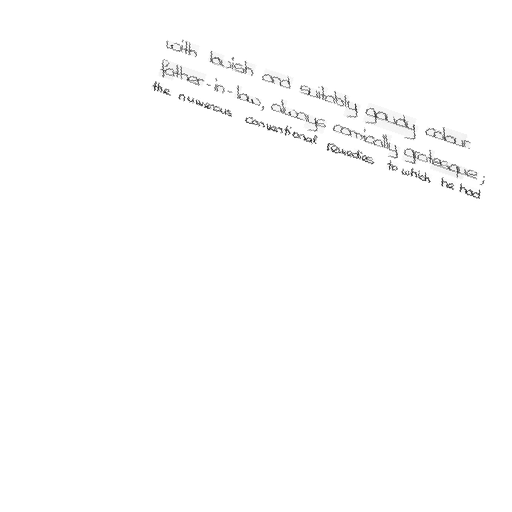 with lavish and suitably gaudy colour.
father-in-law, always comically grotesque;
the numerous conventional remedies to which he had